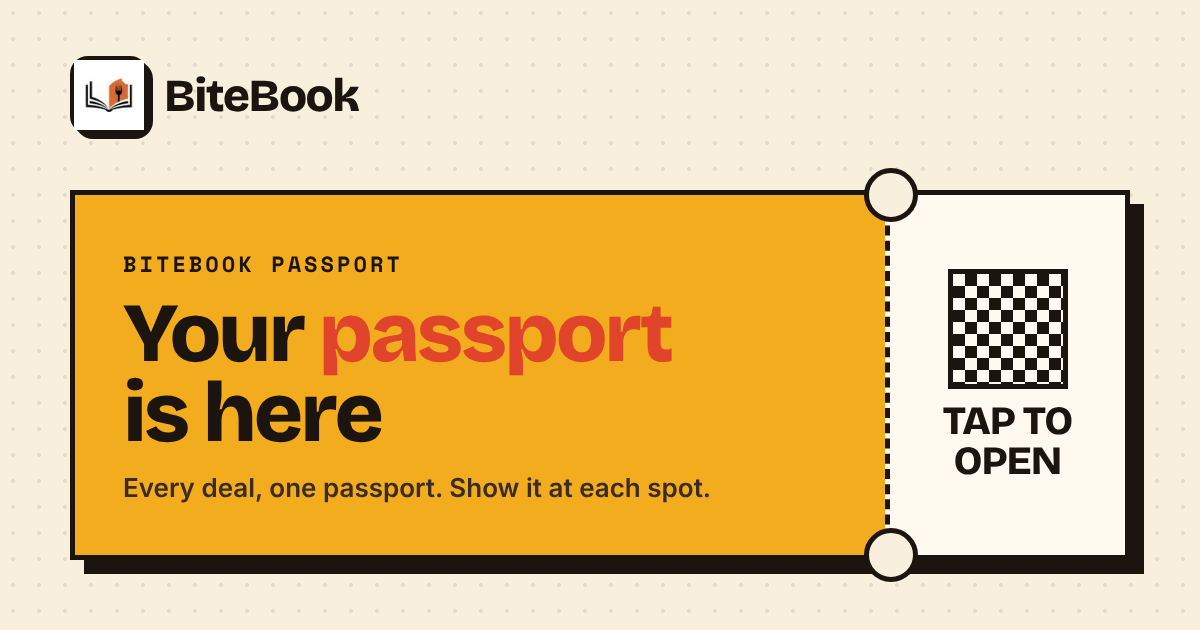 BiteBook
BITEBOOK PASSPORT
Your passport
is here
Every deal, one passport. Show it at each spot.
TAP TO
OPEN